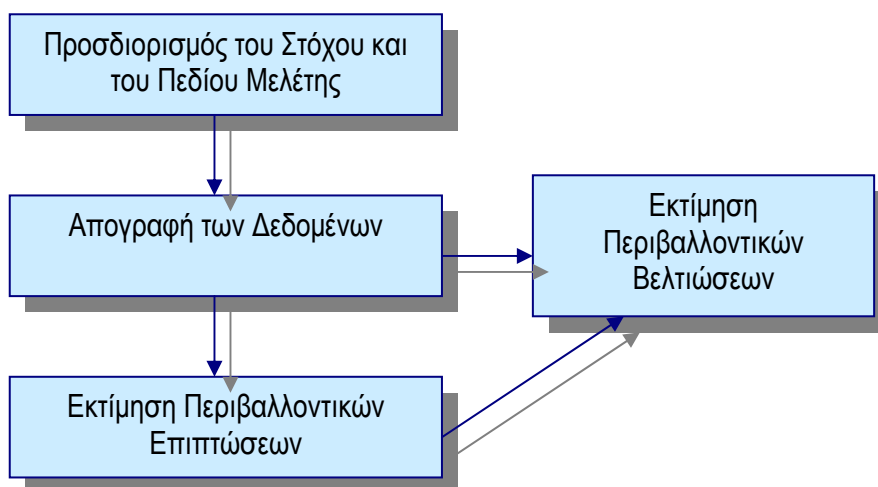 Προσδιορισμός του Στόχου και
του Πεδίου Μελέτης
Απογραφή των Δεδομένων
Εκτίμηση
Περιβαλλοντικών
Βελτιώσεων
Εκτίμηση Περιβαλλοντικών
Επιπτώσεων